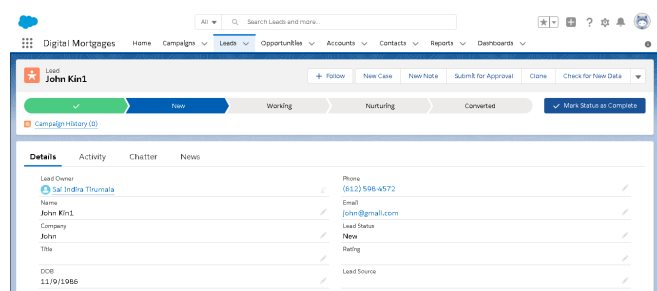 All Search Leads and more...
Digital Mortgages Home Campaigns Leads Opportunities Accounts Contacts Reports Dashboards
Lead
John Kin1
+ Follow New Case New Note Submit for Approval Clone Check for New Data
New Working Nurturing Converted Mark Status as Complete
Campaign History (0)
Details Activity Chatter News
Lead Owner
Sai Indira Tirumala
Name
John Kin1
Company
John
Title
DOB
11/9/1986
Phone
(612) 598-4572
Email
john@gmail.com
Lead Status
New
Rating
Lead Source